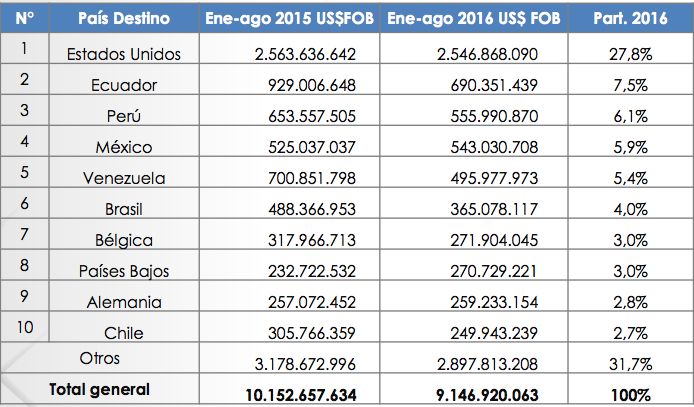 N° País Destino Ene-ago 2015 US$FOB Ene-ago 2016 US$ FOB Part. 2016
1 Estados Unidos 2.563.636.642 2.546.868.090 27,8%
2 Ecuador 929.006.648 690.351.439 7,5%
3 Perú 653.557.505 555.990.870 6,1%
4 México 525.037.037 543.030.708 5,9%
5 Venezuela 700.851.798 495.977.973 5,4%
6 Brasil 488.366.953 365.078.117 4,0%
7 Bélgica 317.966.713 271.904.045 3,0%
8 Países Bajos 232.722.532 270.729.221 3,0%
9 Alemania 257.072.452 259.233.154 2,8%
10 Chile 305.766.359 249.943.239 2,7%
Otros 3.178.672.996 2.897.813.208 31,7%
Total general 10.152.657.634 9.146.920.063 100%